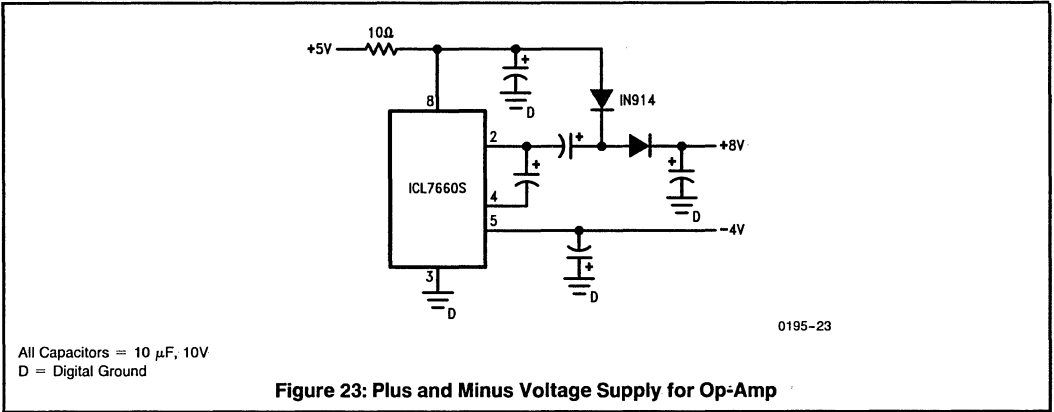 10Ω
+5V
+
D
8
IN914
2
+
+8V
+
+
ICL7660S
D
4
5
-4V
+
D
3
D
0195-23
All Capacitors = 10 μF, 10V
D = Digital Ground
Figure 23: Plus and Minus Voltage Supply for Op-Amp